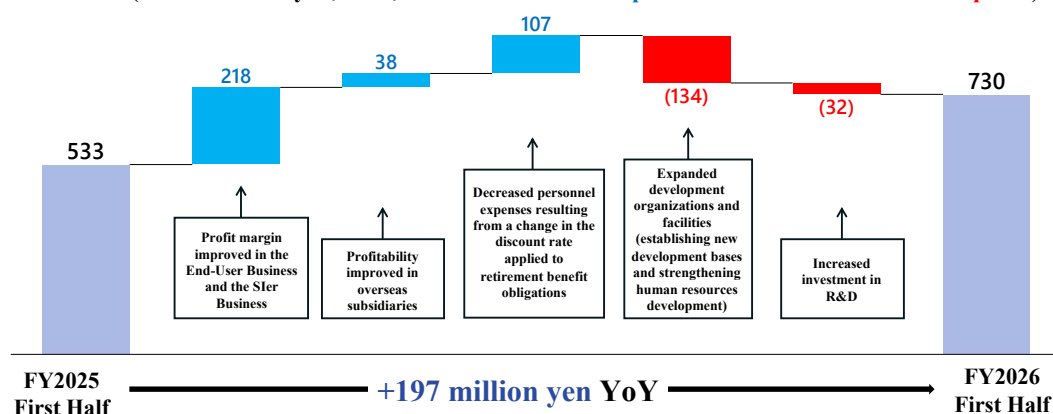 107
218
38
(134)
(32)
730
533
Profit margin
improved in the
End-User Business
and the SIer
Business
Profitability
improved in
overseas
subsidiaries
Decreased personnel
expenses resulting
from a change in the
discount rate
applied to
retirement benefit
obligations
Expanded
development
organizations and
facilities
(establishing new
development bases
and strengthening
human resources
development)
Increased
investment in
R&D
FY2025
First Half
+197 million yen YoY
FY2026
First Half